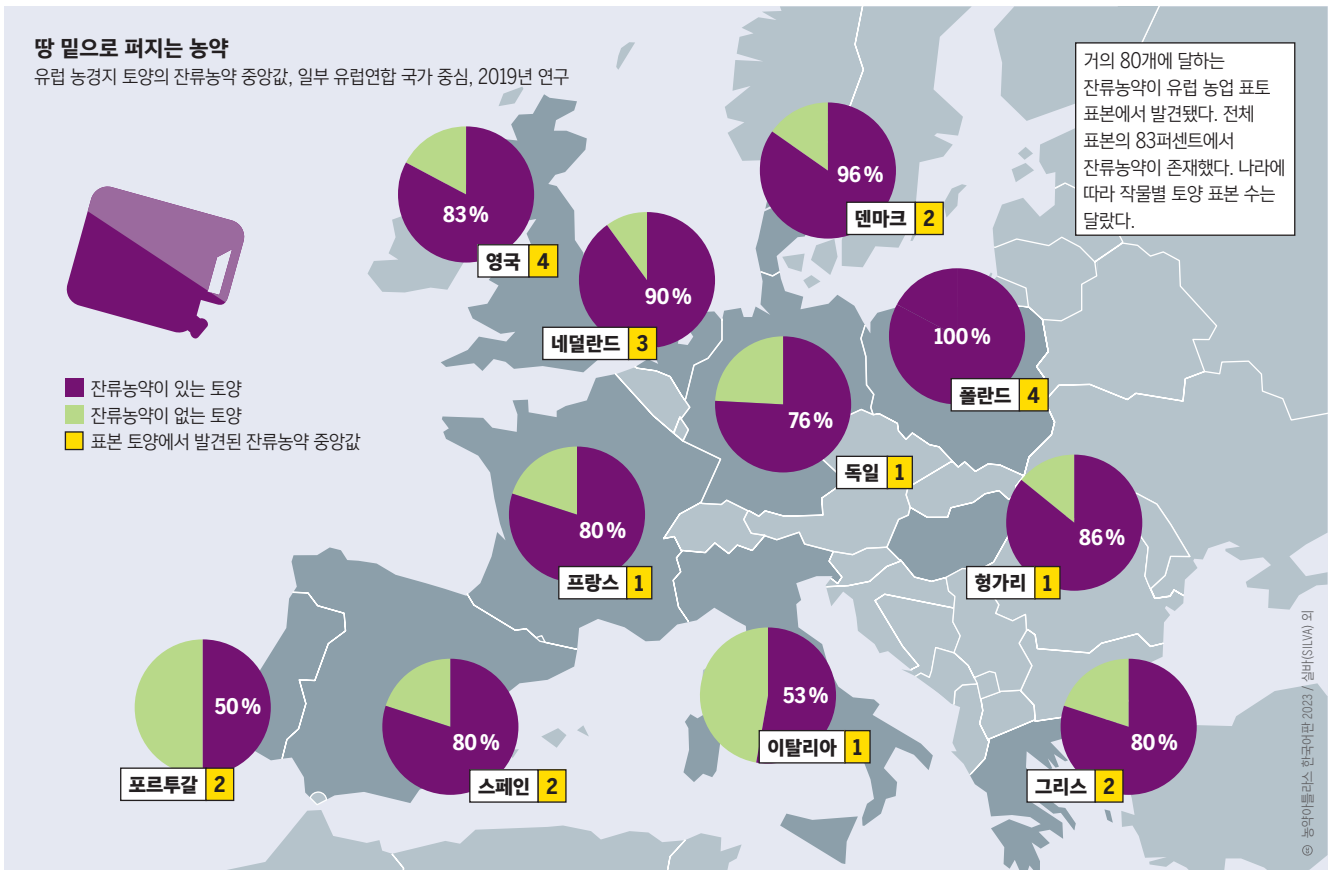 땅 밑으로 퍼지는 농약
유럽 농경지 토양의 잔류농약 중앙값, 일부 유럽연합 국가 중심, 2019년 연구
거의 80개에 달하는
잔류농약이 유럽 농업 표토
표본에서 발견됐다. 전체
표본의 83퍼센트에서
잔류농약이 존재했다. 나라에
따라 작물별 토양 표본 수는
달랐다.
83%
영국 4
96%
덴마크 2
90%
네덜란드 3
100%
폴란드 4
잔류농약이 있는 토양
잔류농약이 없는 토양
표본 토양에서 발견된 잔류농약 중앙값
76%
독일 1
80%
프랑스 1
86%
헝가리 1
50%
포르투갈 2
80%
스페인 2
53%
이탈리아 1
80%
그리스 2
농약아틀라스 한국어판 2023 / 실바(SILVA) 외